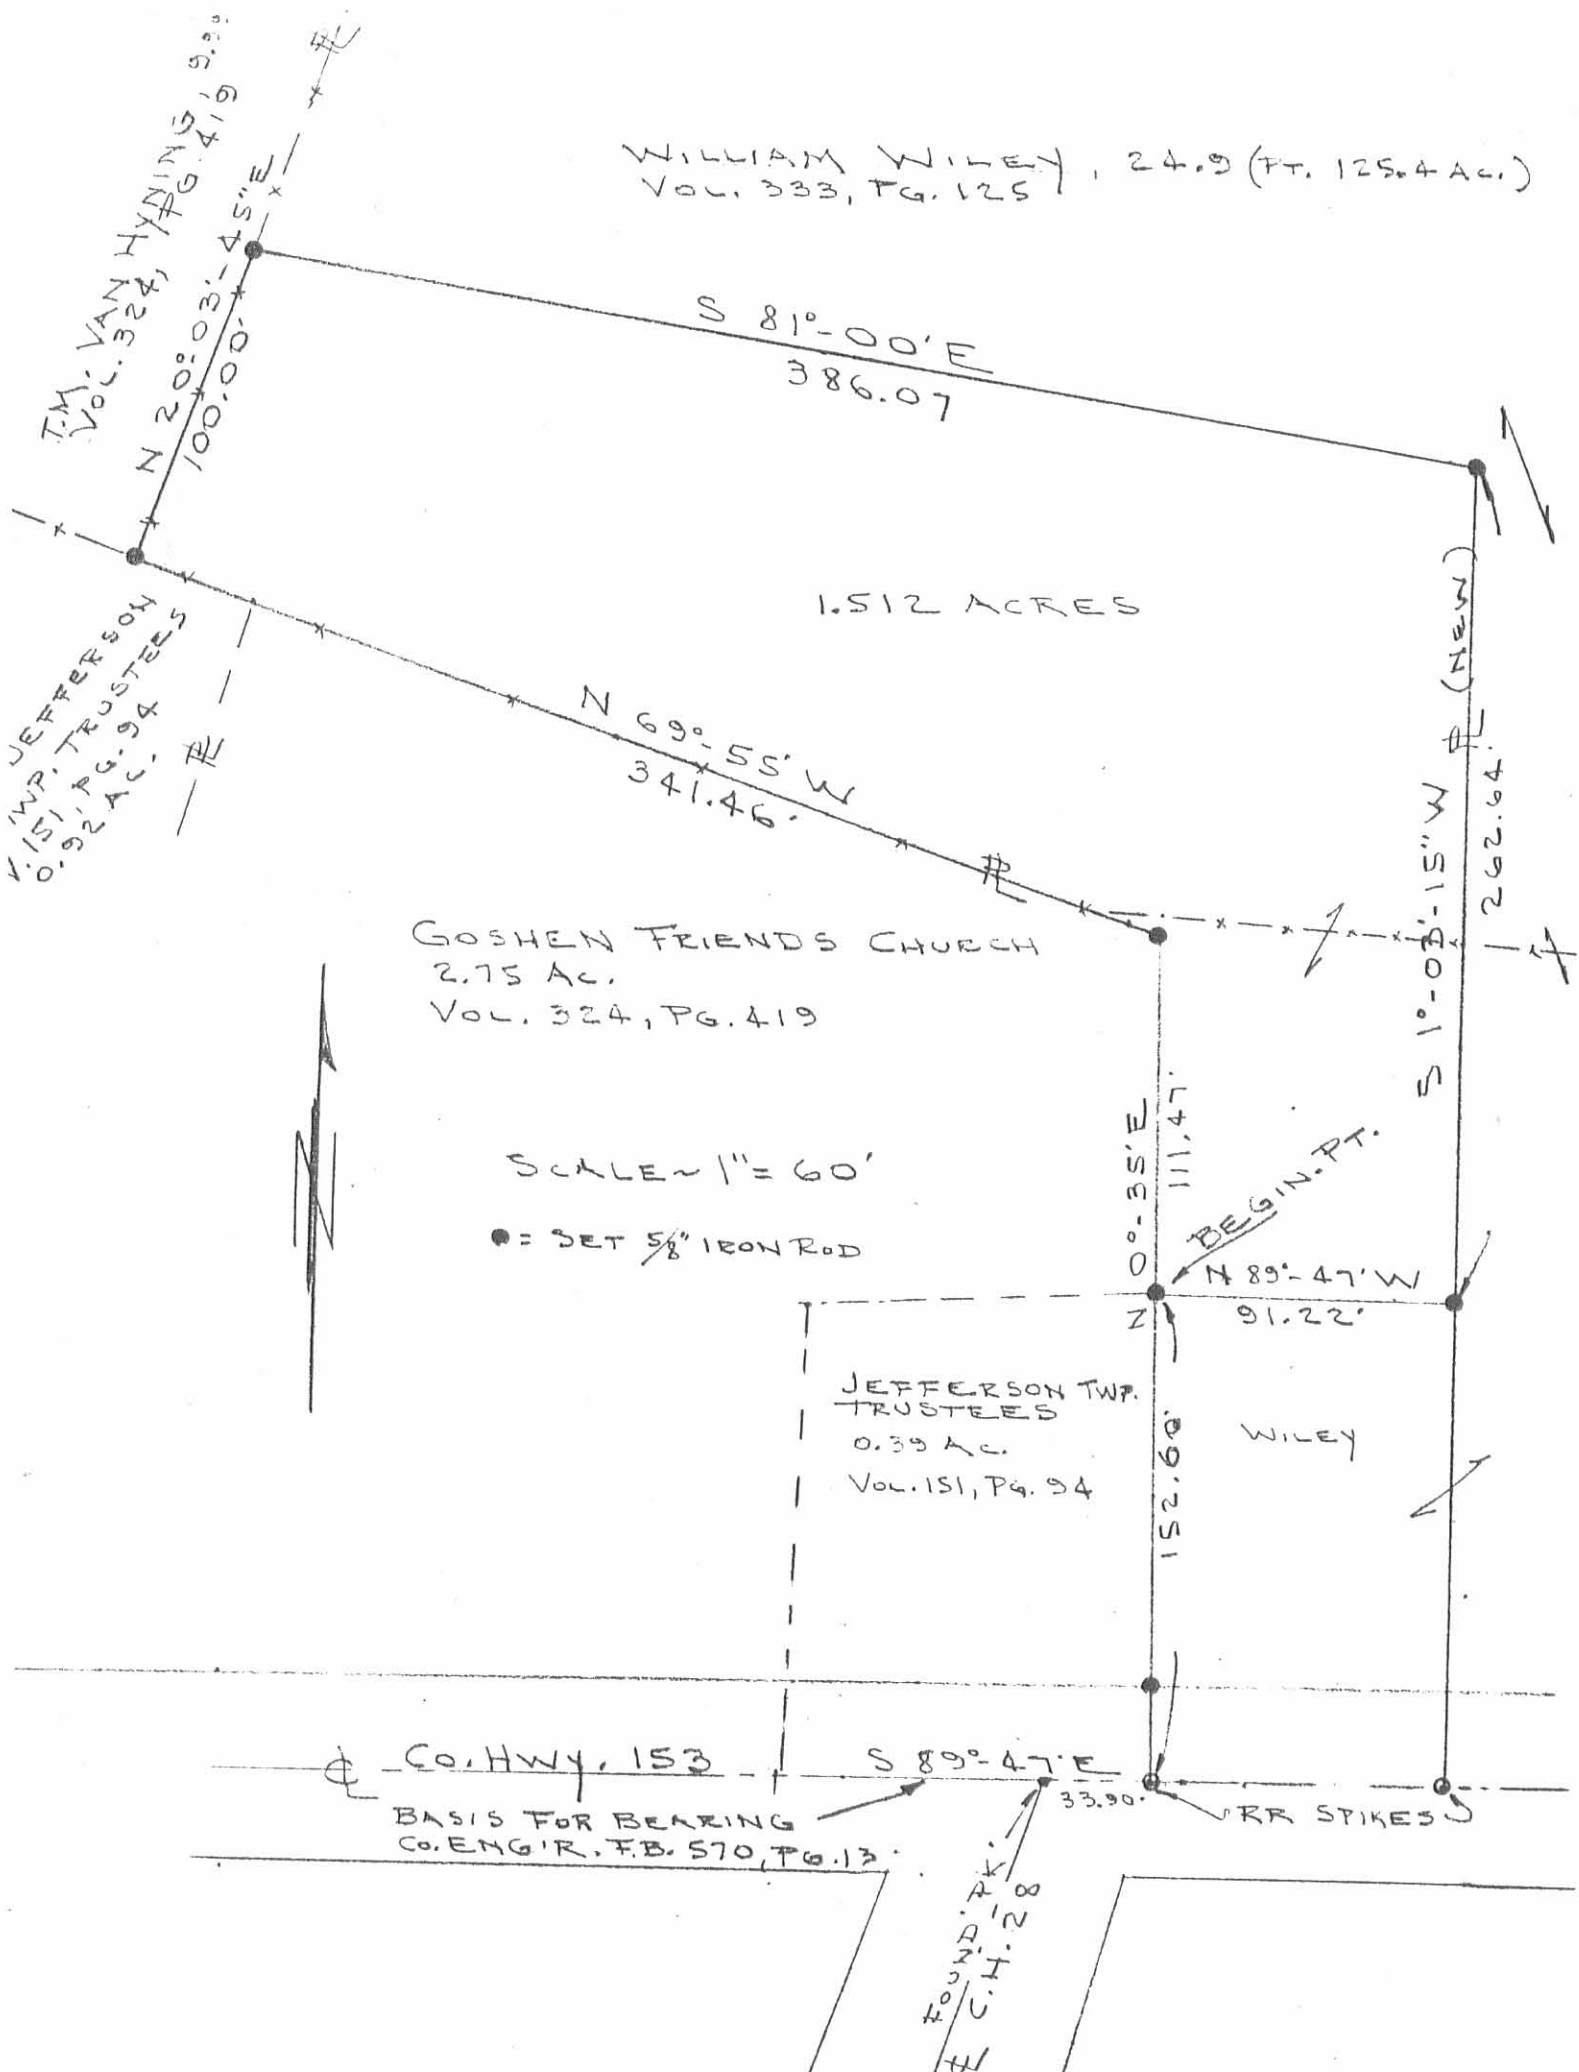 T.M. VAN HYNING, 9.9
VOL. 324, PG. 419
N 20°-03'-45" E
100.00'
℄
WILLIAM WILEY, 24.9 (PT. 125.4 AC.)
VOL. 333, PG. 125
S 81°-00' E
386.07
1.512 ACRES
JEFFERSON
TWP. TRUSTEES
V. 151, PG. 94
0.92 AC.
PL
N 69°-55' W
341.46'
PL
S 1°-03'-15" W PL (NEW)
262.64'
GOSHEN FRIENDS CHURCH
2.75 AC.
VOL. 324, PG. 419
N
SCALE ~ 1" = 60'
● = SET 5/8" IRON ROD
N 0°-35' E
111.47'
BEGIN. PT.
N 89°-47' W
91.22'
JEFFERSON TWP.
TRUSTEES
0.39 AC.
VOL. 151, PG. 94
152.60'
WILEY
℄ CO. HWY. 153
S 89°-47' E
33.90'
RR SPIKES
BASIS FOR BEARING
CO. ENG'R. F.B. 570, PG. 13
FOUND P.K.
C.H. 28